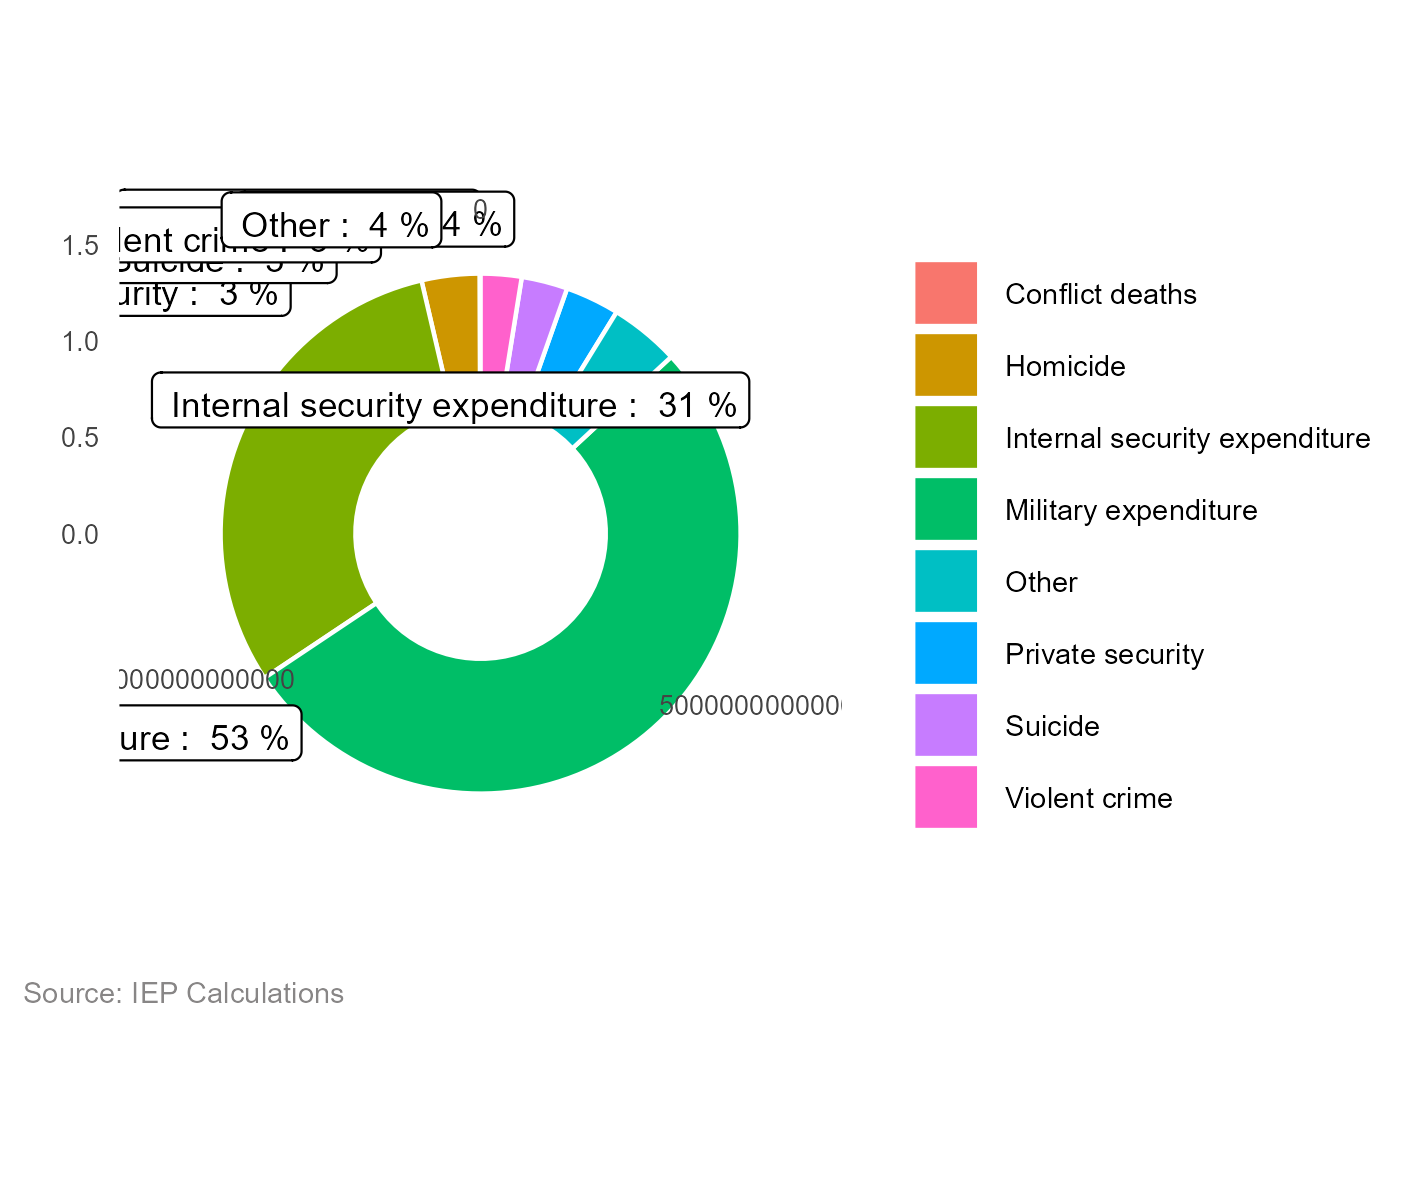 0
Other : 4 %
4 %
1.5
lent crime : %
Suicide : 3 %
urity : 3 %
1.0
0.5
0.0
Internal security expenditure : 31 %
000000000000
500000000000
ure : 53 %
Conflict deaths
Homicide
Internal security expenditure
Military expenditure
Other
Private security
Suicide
Violent crime
Source: IEP Calculations